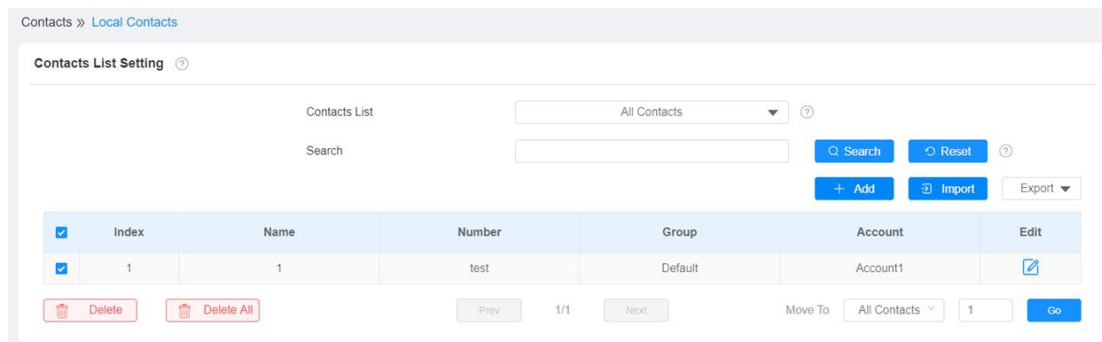 Contacts » Local Contacts
Contacts List Setting ?
Contacts List All Contacts ?
Search Search Reset ?
+ Add Import Export
Index Name Number Group Account Edit
1 1 test Default Account1
Delete Delete All Prev 1/1 Next Move To All Contacts 1 Go